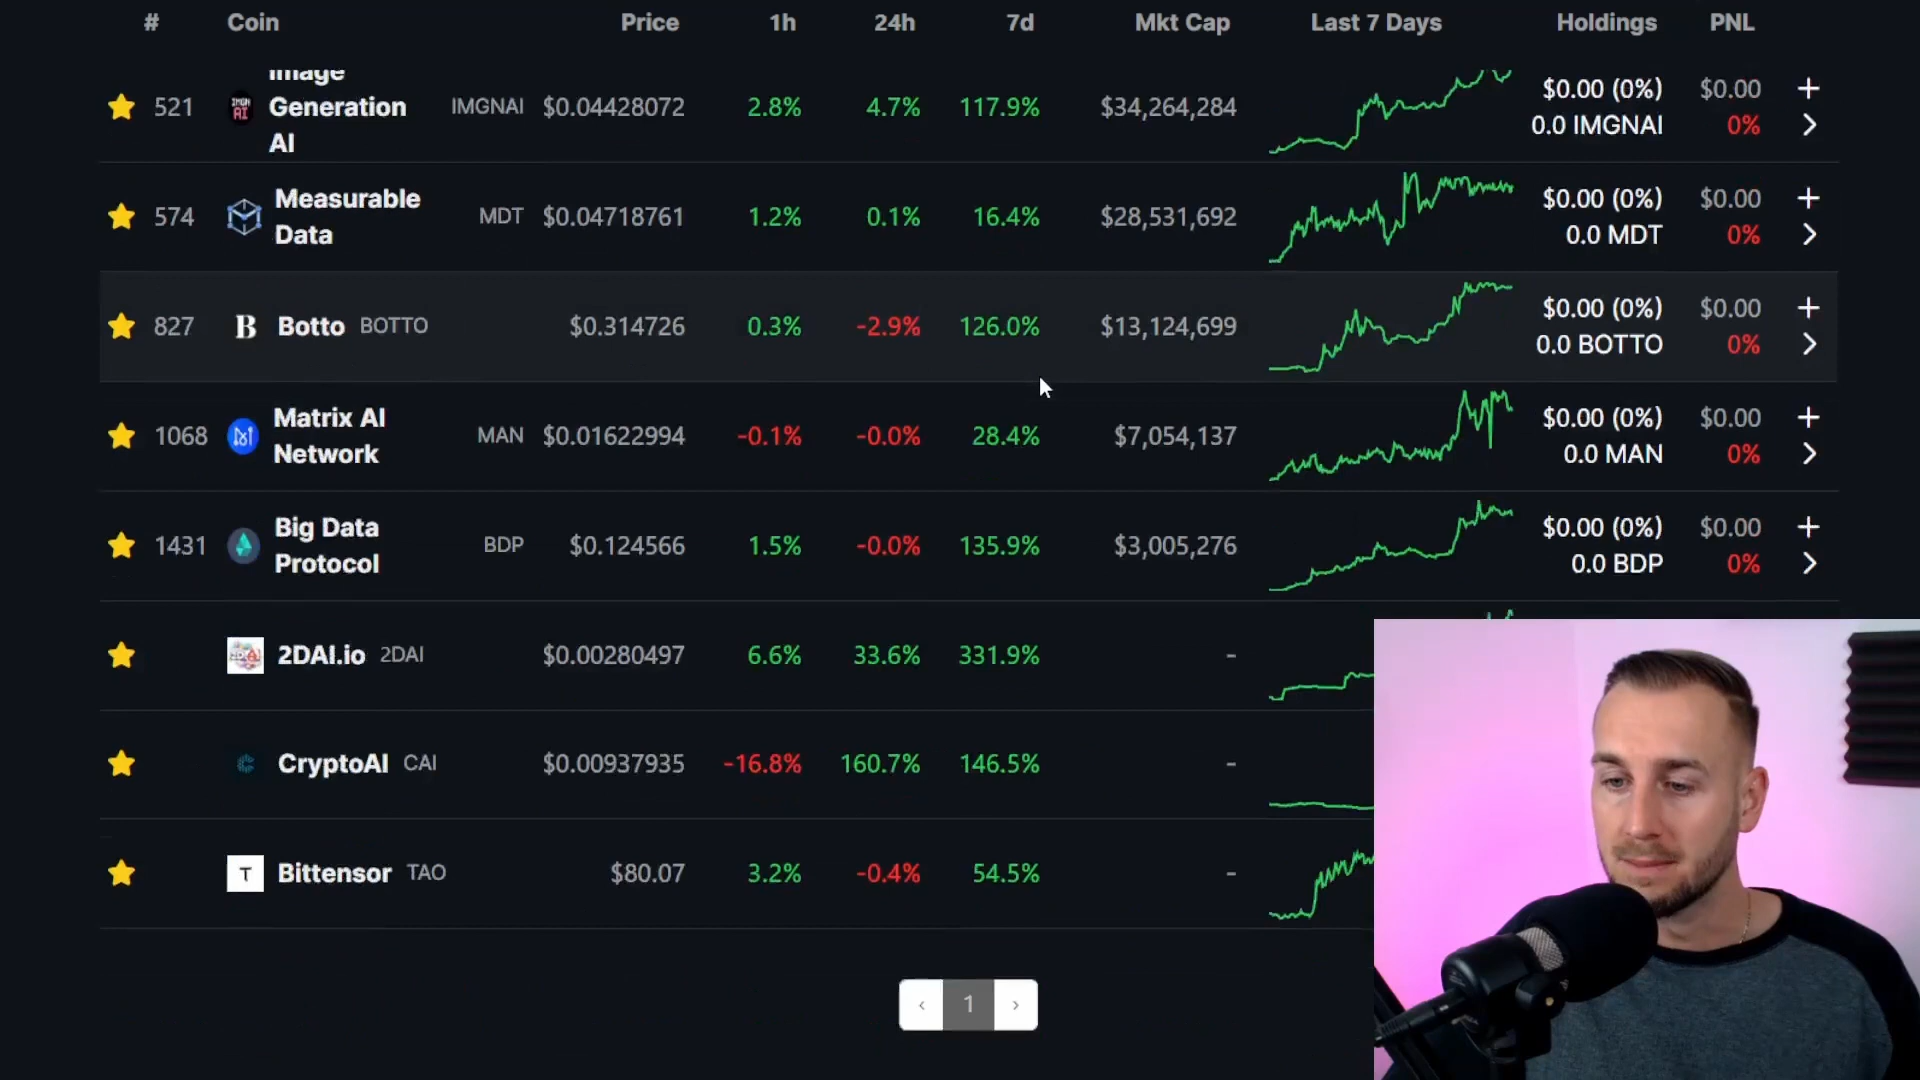 # Coin Price 1h 24h 7d Mkt Cap Last 7 Days Holdings PNL
Image
521 IMGN AI Generation IMGNAI $0.04428072 2.8% 4.7% 117.9% $34,264,284 $0.00 (0%) $0.00 +
AI 0.0 IMGNAI 0% >
574 Measurable MDT $0.04718761 1.2% 0.1% 16.4% $28,531,692 $0.00 (0%) $0.00 +
Data 0.0 MDT 0% >
827 B Botto BOTTO $0.314726 0.3% -2.9% 126.0% $13,124,699 $0.00 (0%) $0.00 +
0.0 BOTTO 0% >
1068 Matrix AI MAN $0.01622994 -0.1% -0.0% 28.4% $7,054,137 $0.00 (0%) $0.00 +
Network 0.0 MAN 0% >
1431 Big Data BDP $0.124566 1.5% -0.0% 135.9% $3,005,276 $0.00 (0%) $0.00 +
Protocol 0.0 BDP 0% >
2DAI.io 2DAI $0.00280497 6.6% 33.6% 331.9% -
CryptoAI CAI $0.00937935 -16.8% 160.7% 146.5% -
T Bittensor TAO $80.07 3.2% -0.4% 54.5% -
‹ 1 ›